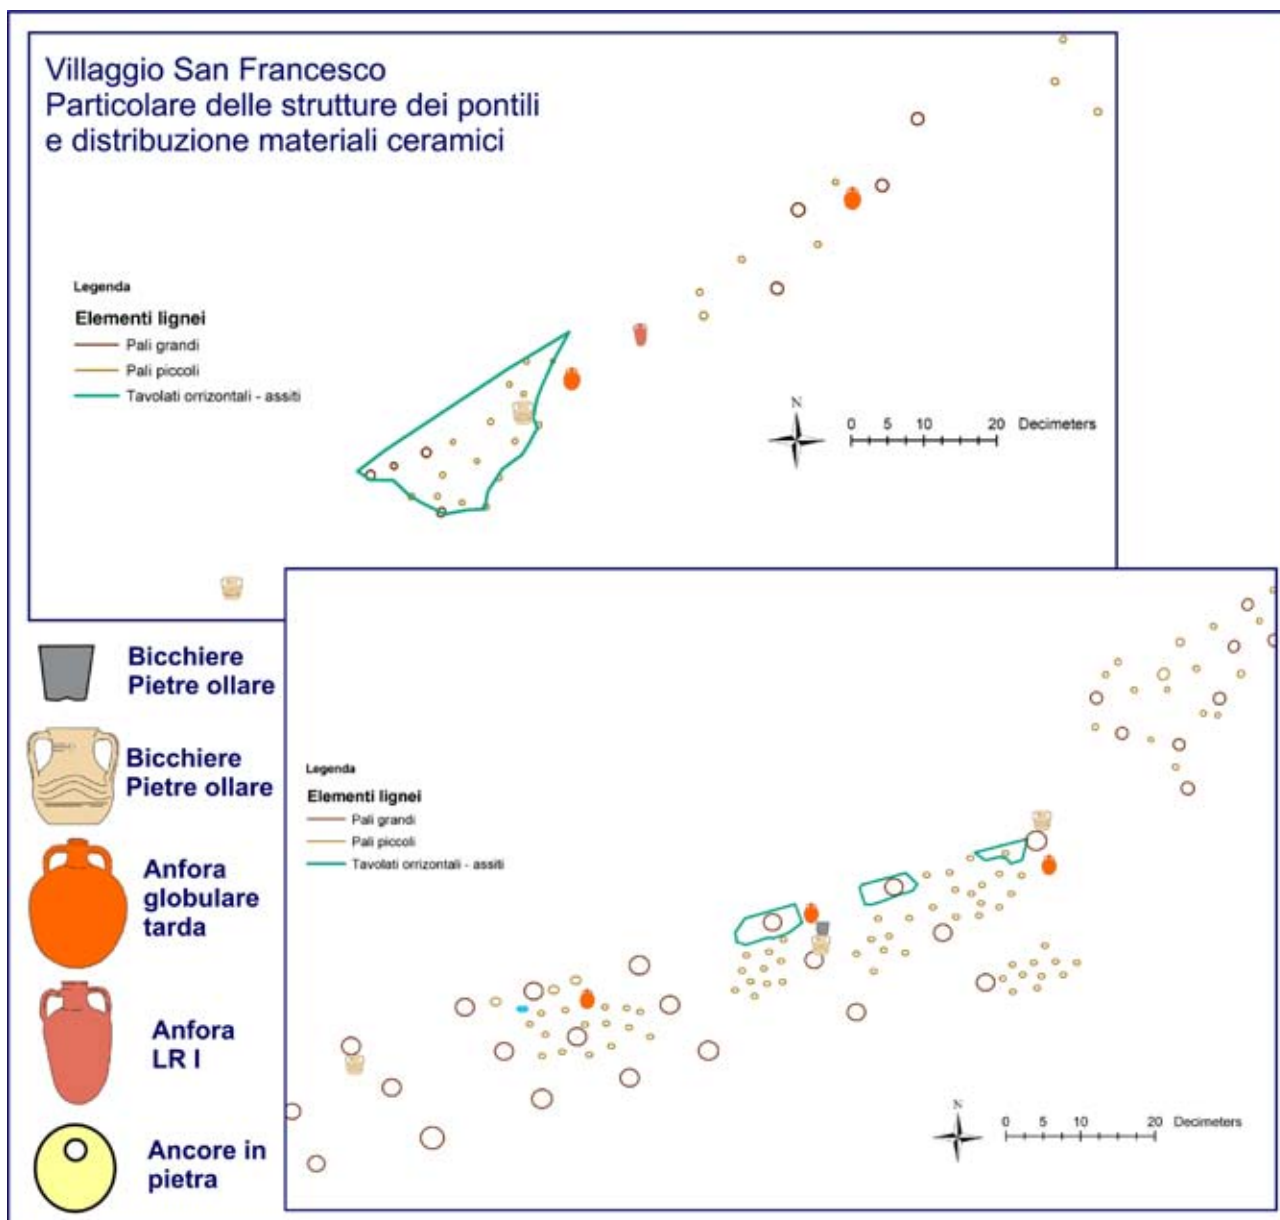 Villaggio San Francesco
Particolare delle strutture dei pontili
e distribuzione materiali ceramici
Legenda
Elementi lignei
Pali grandi
Pali piccoli
Tavolati orrizontali - assiti
N
0 5 10 20 Decimeters
Bicchiere
Pietre ollare
Bicchiere
Pietre ollare
Anfora
globulare
tarda
Anfora
LR I
Ancore in
pietra
Legenda
Elementi lignei
Pali grandi
Pali piccoli
Tavolati orrizontali - assiti
N
0 5 10 20 Decimeters